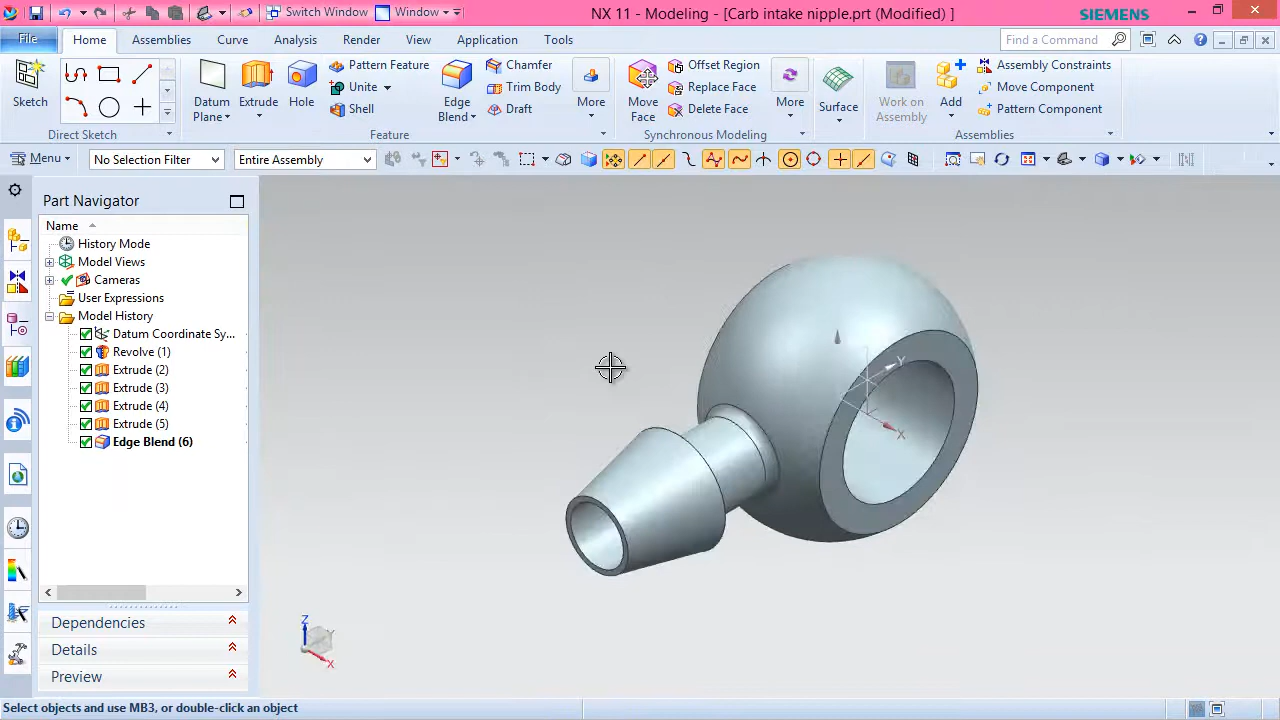 Switch Window
Window
NX 11 - Modeling - [Carb intake nipple.prt (Modified) ]
SIEMENS
File
Home
Assemblies
Curve
Analysis
Render
View
Application
Tools
Find a Command
Sketch
Direct Sketch
Datum
Plane
Extrude
Hole
Pattern Feature
Unite
Shell
Edge
Blend
Chamfer
Trim Body
Draft
More
Feature
Move
Face
Offset Region
Replace Face
Delete Face
More
Synchronous Modeling
Surface
Work on
Assembly
Add
Assembly Constraints
Move Component
Pattern Component
Assemblies
Menu
No Selection Filter
Entire Assembly
Part Navigator
Name
History Mode
Model Views
Cameras
User Expressions
Model History
Datum Coordinate Sy...
Revolve (1)
Extrude (2)
Extrude (3)
Extrude (4)
Extrude (5)
Edge Blend (6)
Dependencies
Details
Preview
Y
X
Z
Y
X
Select objects and use MB3, or double-click an object